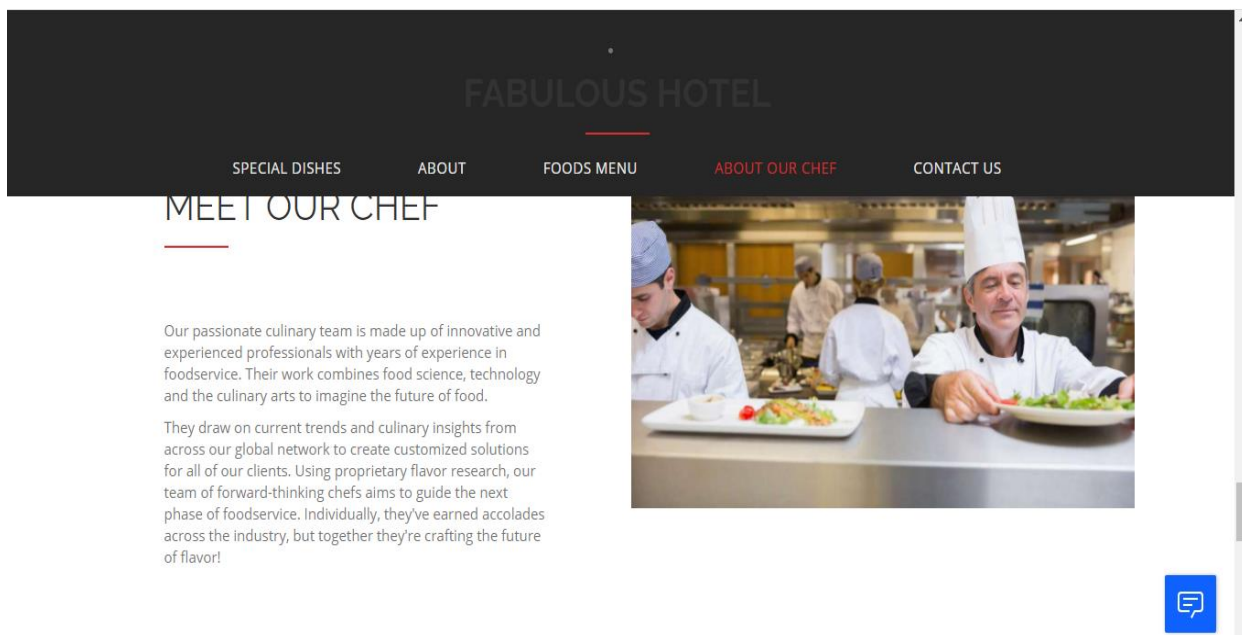 FABULOUS HOTEL
SPECIAL DISHES ABOUT FOODS MENU ABOUT OUR CHEF CONTACT US
MEET OUR CHEF
Our passionate culinary team is made up of innovative and
experienced professionals with years of experience in
foodservice. Their work combines food science, technology
and the culinary arts to imagine the future of food.
They draw on current trends and culinary insights from
across our global network to create customized solutions
for all of our clients. Using proprietary flavor research, our
team of forward-thinking chefs aims to guide the next
phase of foodservice. Individually, they've earned accolades
across the industry, but together they're crafting the future
of flavor!